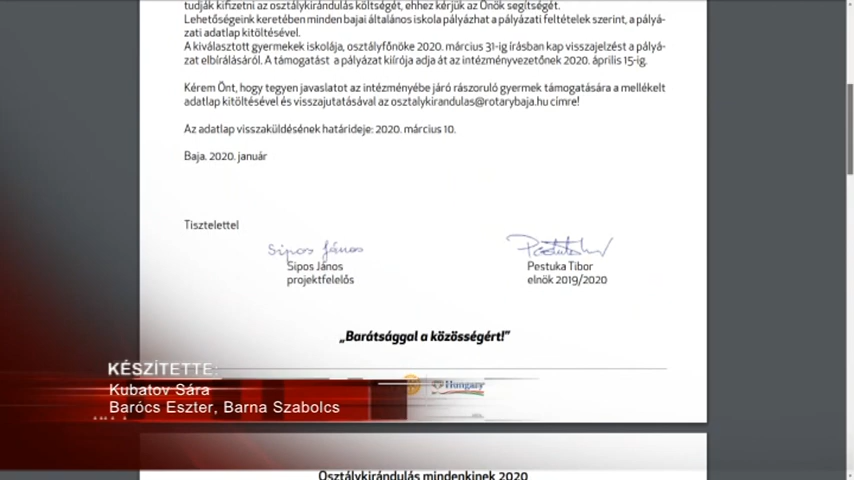 tudják kifizetni az osztálykirándulás költségét, ehhez kérjük az Önök segítségét.
Lehetőségeink keretében minden bajai általános iskola pályázhat a pályázati feltételek szerint, a pályá-
zati adatlap kitöltésével.
A kiválasztott gyermekek iskolája, osztályfőnöke 2020. március 31-ig írásban kap visszajelzést a pályá-
zat elbírálásáról. A támogatást a pályázat kiírója adja át az intézményvezetőnek 2020. április 15-ig.
Kérem Önt, hogy tegyen javaslatot az intézményébe járó rászoruló gyermek támogatására a mellékelt
adatlap kitöltésével és visszajutatásával az osztalykirandulas@rotarybaja.hu címre!
Az adatlap visszaküldésének határideje: 2020. március 10.
Baja, 2020. január
Tisztelettel
Sipos János
Sipos János
projektfelelős
Pestuka Tibor
elnök 2019/2020
„Barátsággal a közösségért!"
KÉSZÍTETTE:
Kubatov Sára
Barócs Eszter, Barna Szabolcs
Hungary
Osztálykirándulás mindenkinek 2020